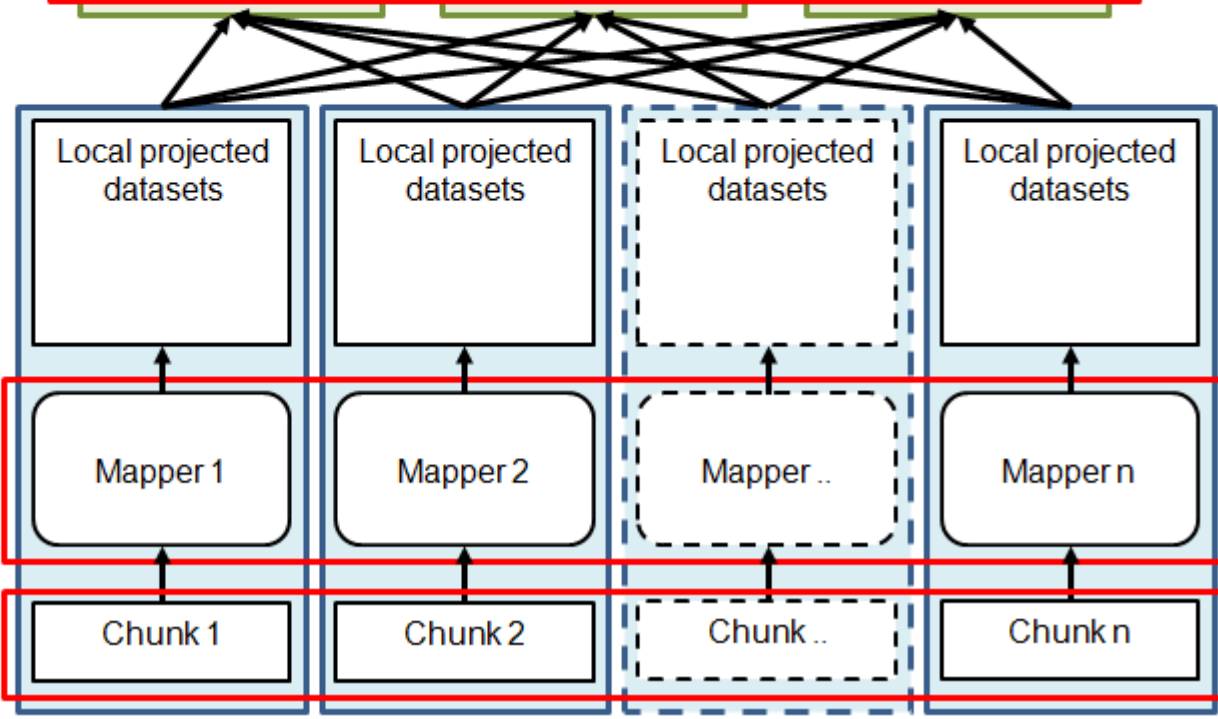 Local projected
datasets
Local projected
datasets
Local projected
datasets
Local projected
datasets
Mapper 1
Mapper 2
Mapper ..
Mapper n
Chunk 1
Chunk 2
Chunk ..
Chunk n